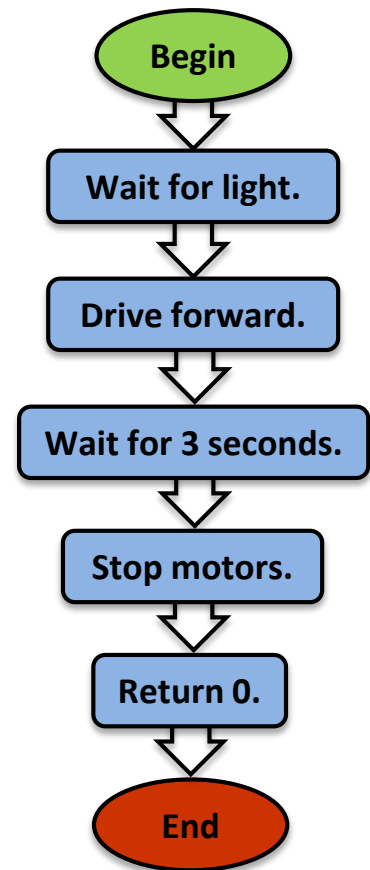 Begin
Wait for light.
Drive forward.
Wait for 3 seconds.
Stop motors.
Return 0.
End